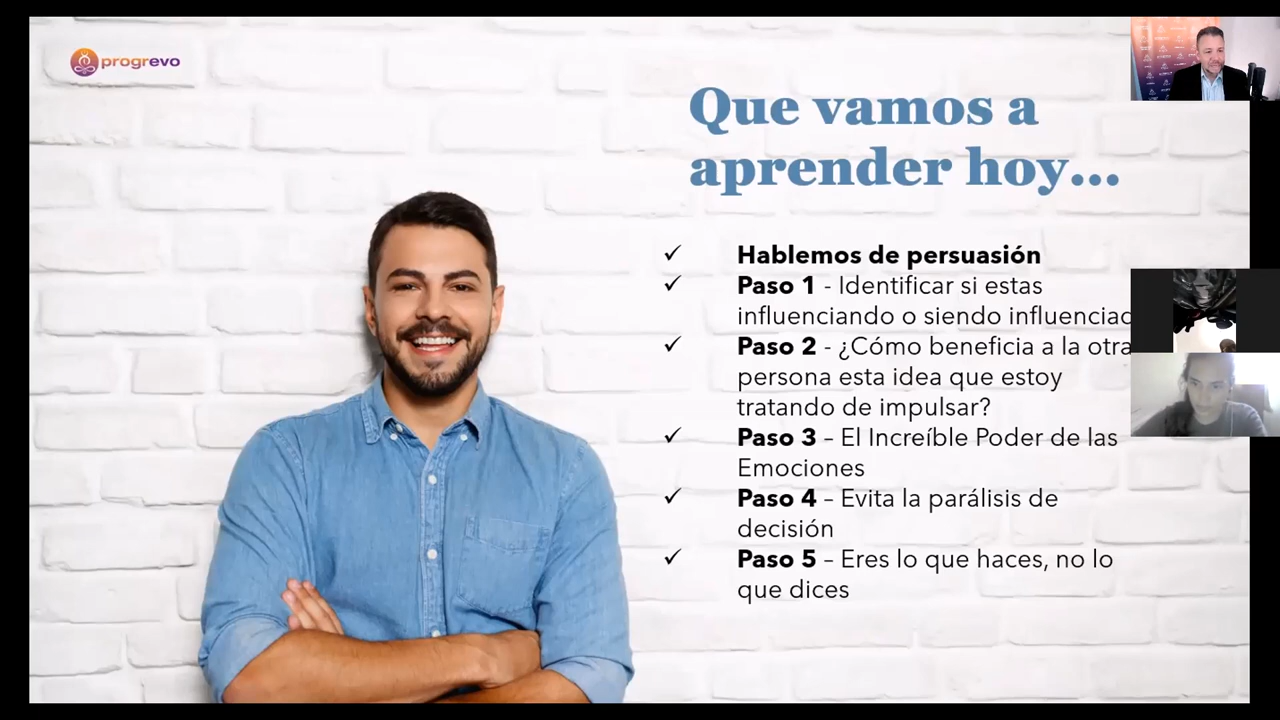 progrevo
Que vamos a
aprender hoy...
✓ Hablemos de persuasión
✓ Paso 1 - Identificar si estas
influenciando o siendo influenciad
✓ Paso 2 - ¿Cómo beneficia a la otra
persona esta idea que estoy
tratando de impulsar?
✓ Paso 3 – El Increíble Poder de las
Emociones
✓ Paso 4 – Evita la parálisis de
decisión
✓ Paso 5 – Eres lo que haces, no lo
que dices